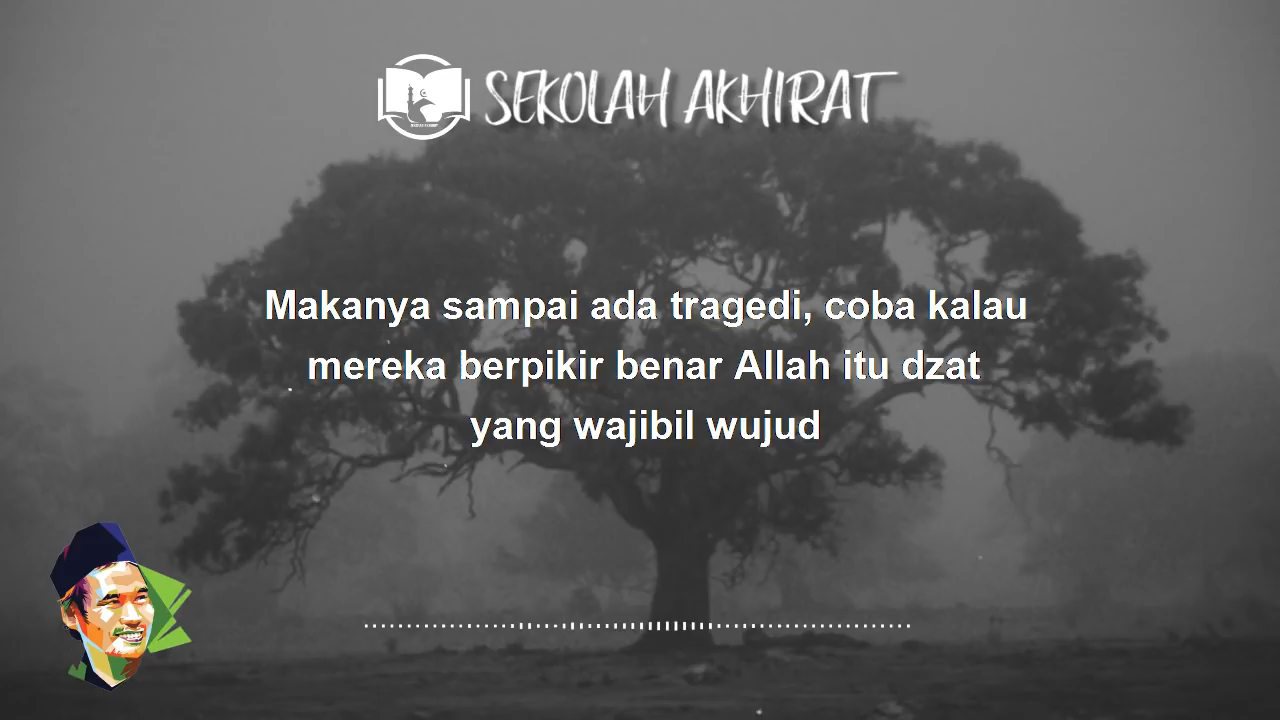 SEKOLAH AKHIRAT
Makanya sampai ada tragedi, coba kalau
mereka berpikir benar Allah itu dzat
yang wajibil wujud